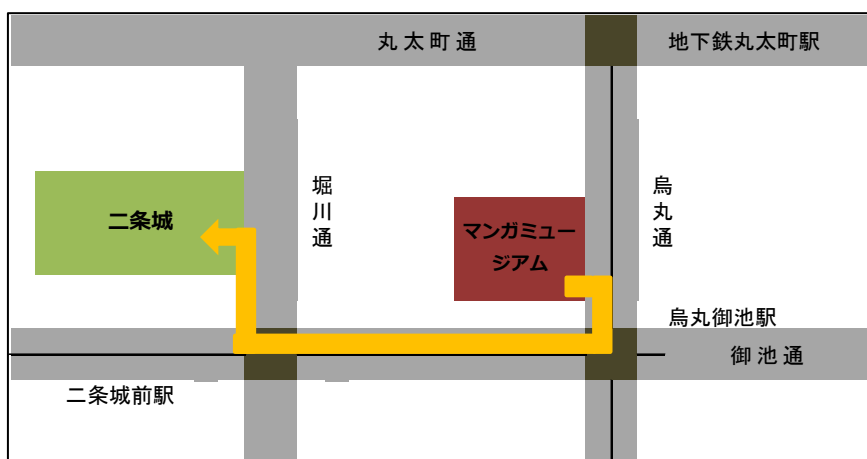 丸太町通
地下鉄丸太町駅
堀川通
烏丸通
二条城
マンガミュー
ジアム
烏丸御池駅
御池通
二条城前駅